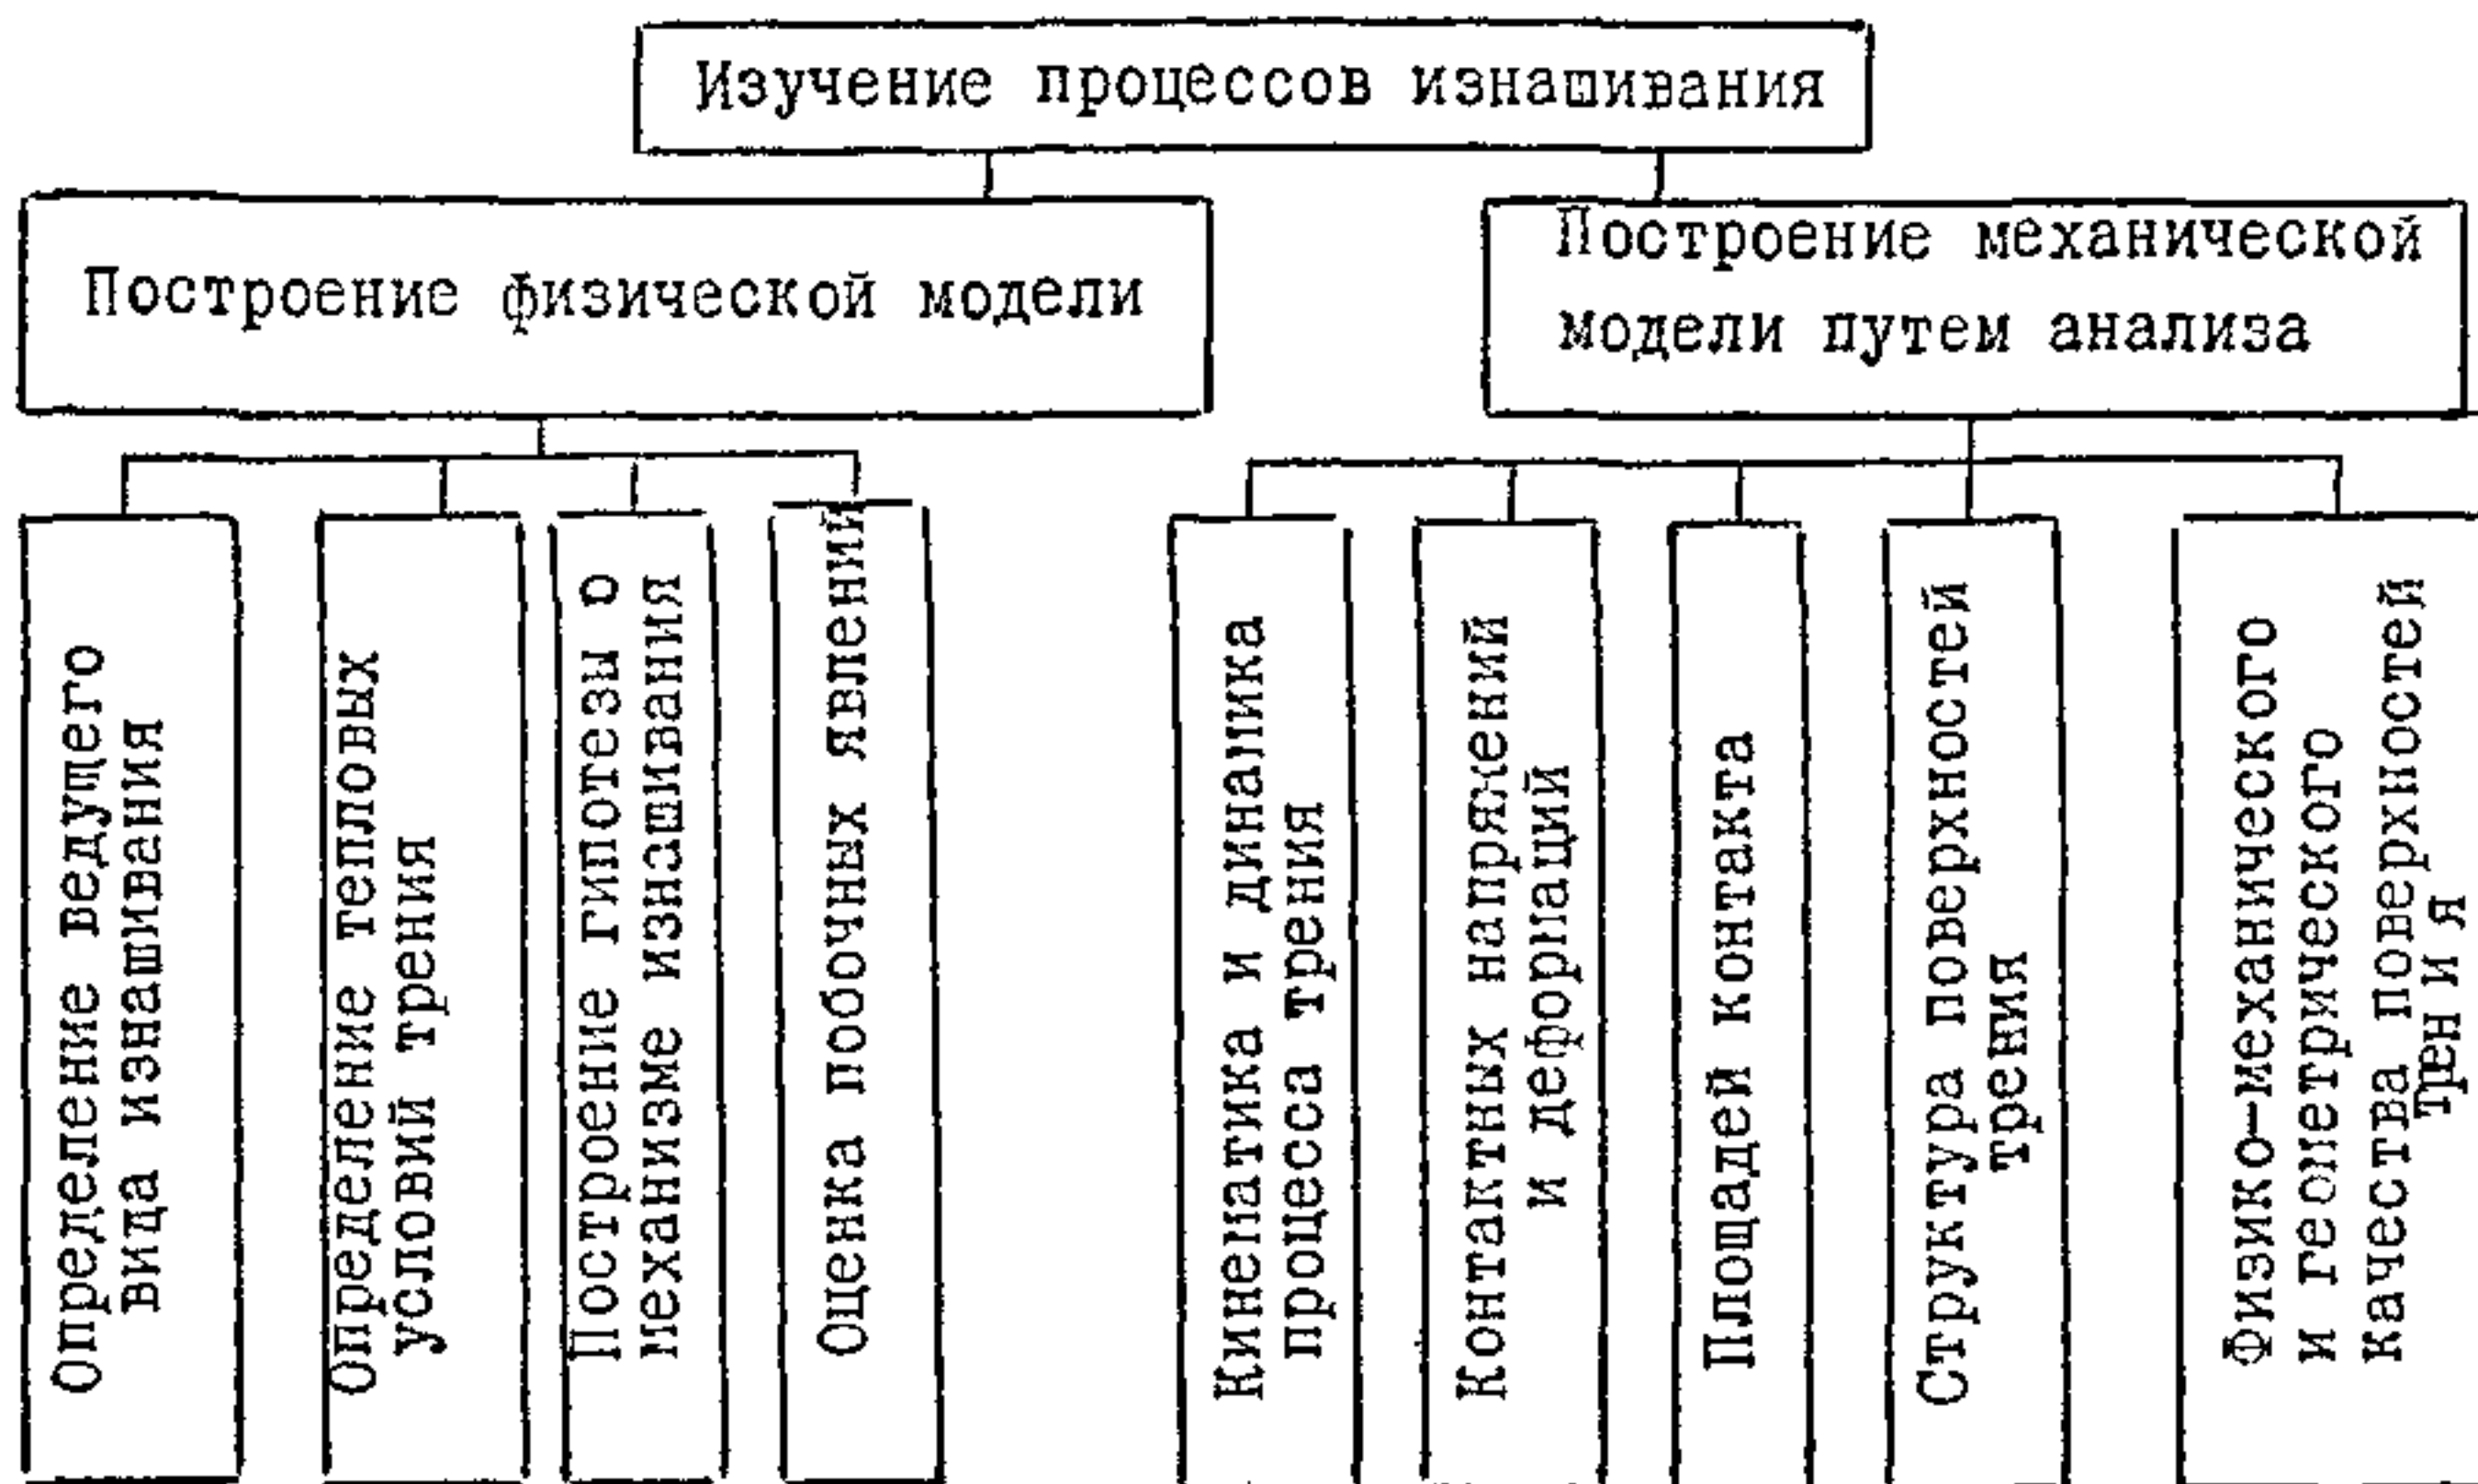 Изучение процессов изнашивания
Построение физической модели
Построение механической
модели путем анализа
Определение ведущего
вида изнашивания
Определение тепловых
условий трения
Построение гипотезы о
механизме изнашивания
Оценка побочных явлений
Кинематика и динамика
процесса трения
Контактных напряжений
и деформаций
Площадей контакта
Структура поверхностей
трения
Физико-механического
и геометрического
качества поверхностей
трения